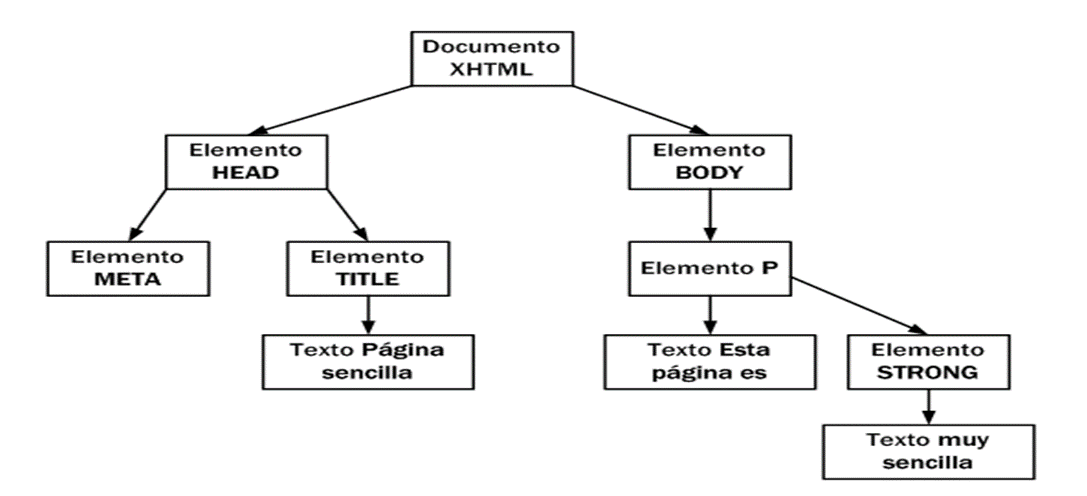 Documento
XHTML
Elemento
HEAD
Elemento
BODY
Elemento
META
Elemento
TITLE
Elemento P
Texto Página
sencilla
Texto Esta
página es
Elemento
STRONG
Texto muy
sencilla